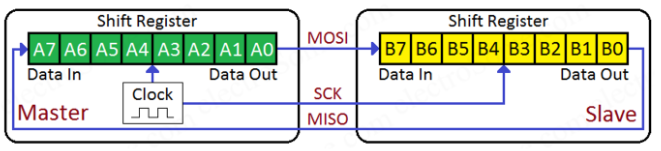 Shift Register
A7 A6 A5 A4 A3 A2 A1 A0
Data In
Data Out
Clock
Master
MOSI
SCK
MISO
Shift Register
B7 B6 B5 B4 B3 B2 B1 B0
Data In
Data Out
Slave